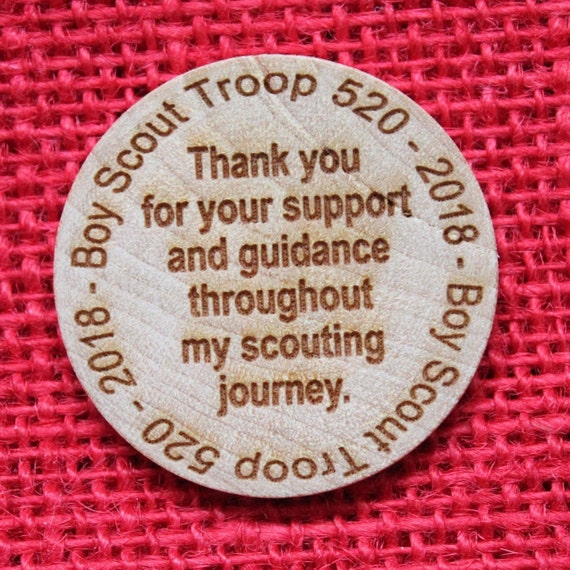 Boy Scout Troop 520 - 2018 - Boy Scout Troop 520 - 2018 -
Thank you
for your support
and guidance
throughout
my scouting
journey.